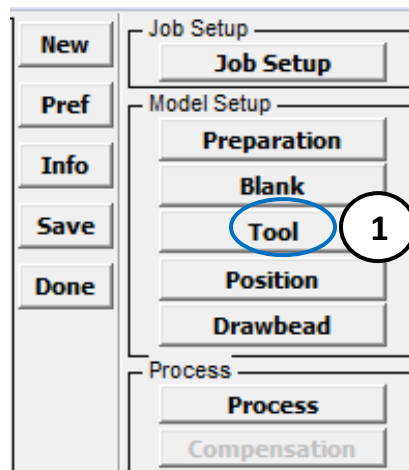 New
Pref
Info
Save
Done
Job Setup
Job Setup
Model Setup
Preparation
Blank
Tool
1
Position
Drawbead
Process
Process
Compensation